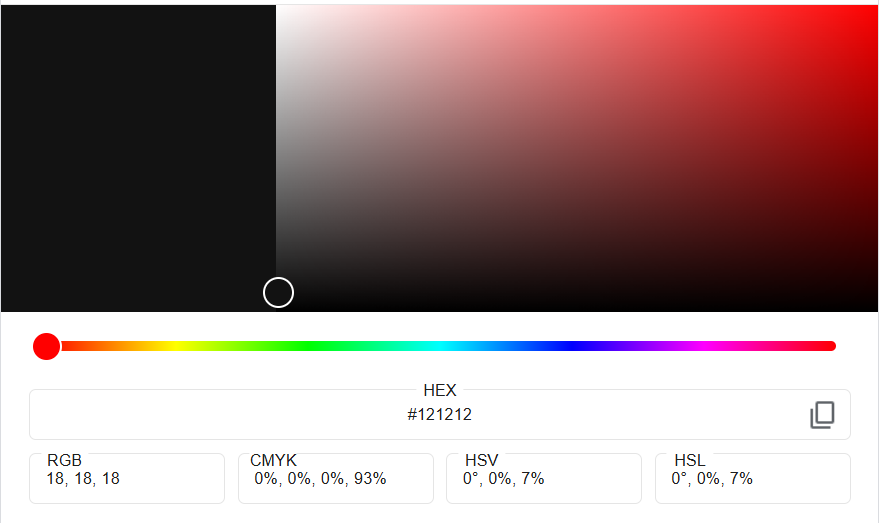 HEX
#121212
RGB
18, 18, 18
CMYK
0%, 0%, 0%, 93%
HSV
0°, 0%, 7%
HSL
0°, 0%, 7%